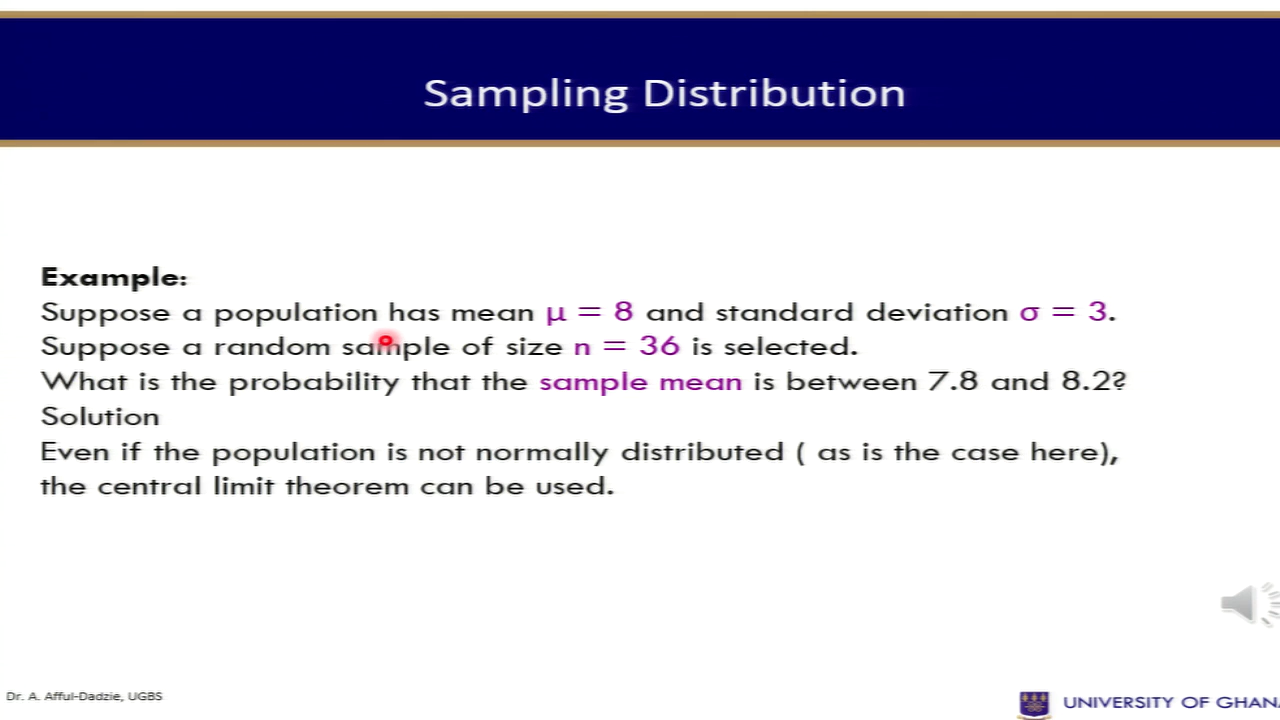 Sampling Distribution
Example:
Suppose a population has mean μ = 8 and standard deviation σ = 3.
Suppose a random sample of size n = 36 is selected.
What is the probability that the sample mean is between 7.8 and 8.2?
Solution
Even if the population is not normally distributed ( as is the case here),
the central limit theorem can be used.
Dr. A. Afful-Dadzie, UGBS
UNIVERSITY OF GHAN